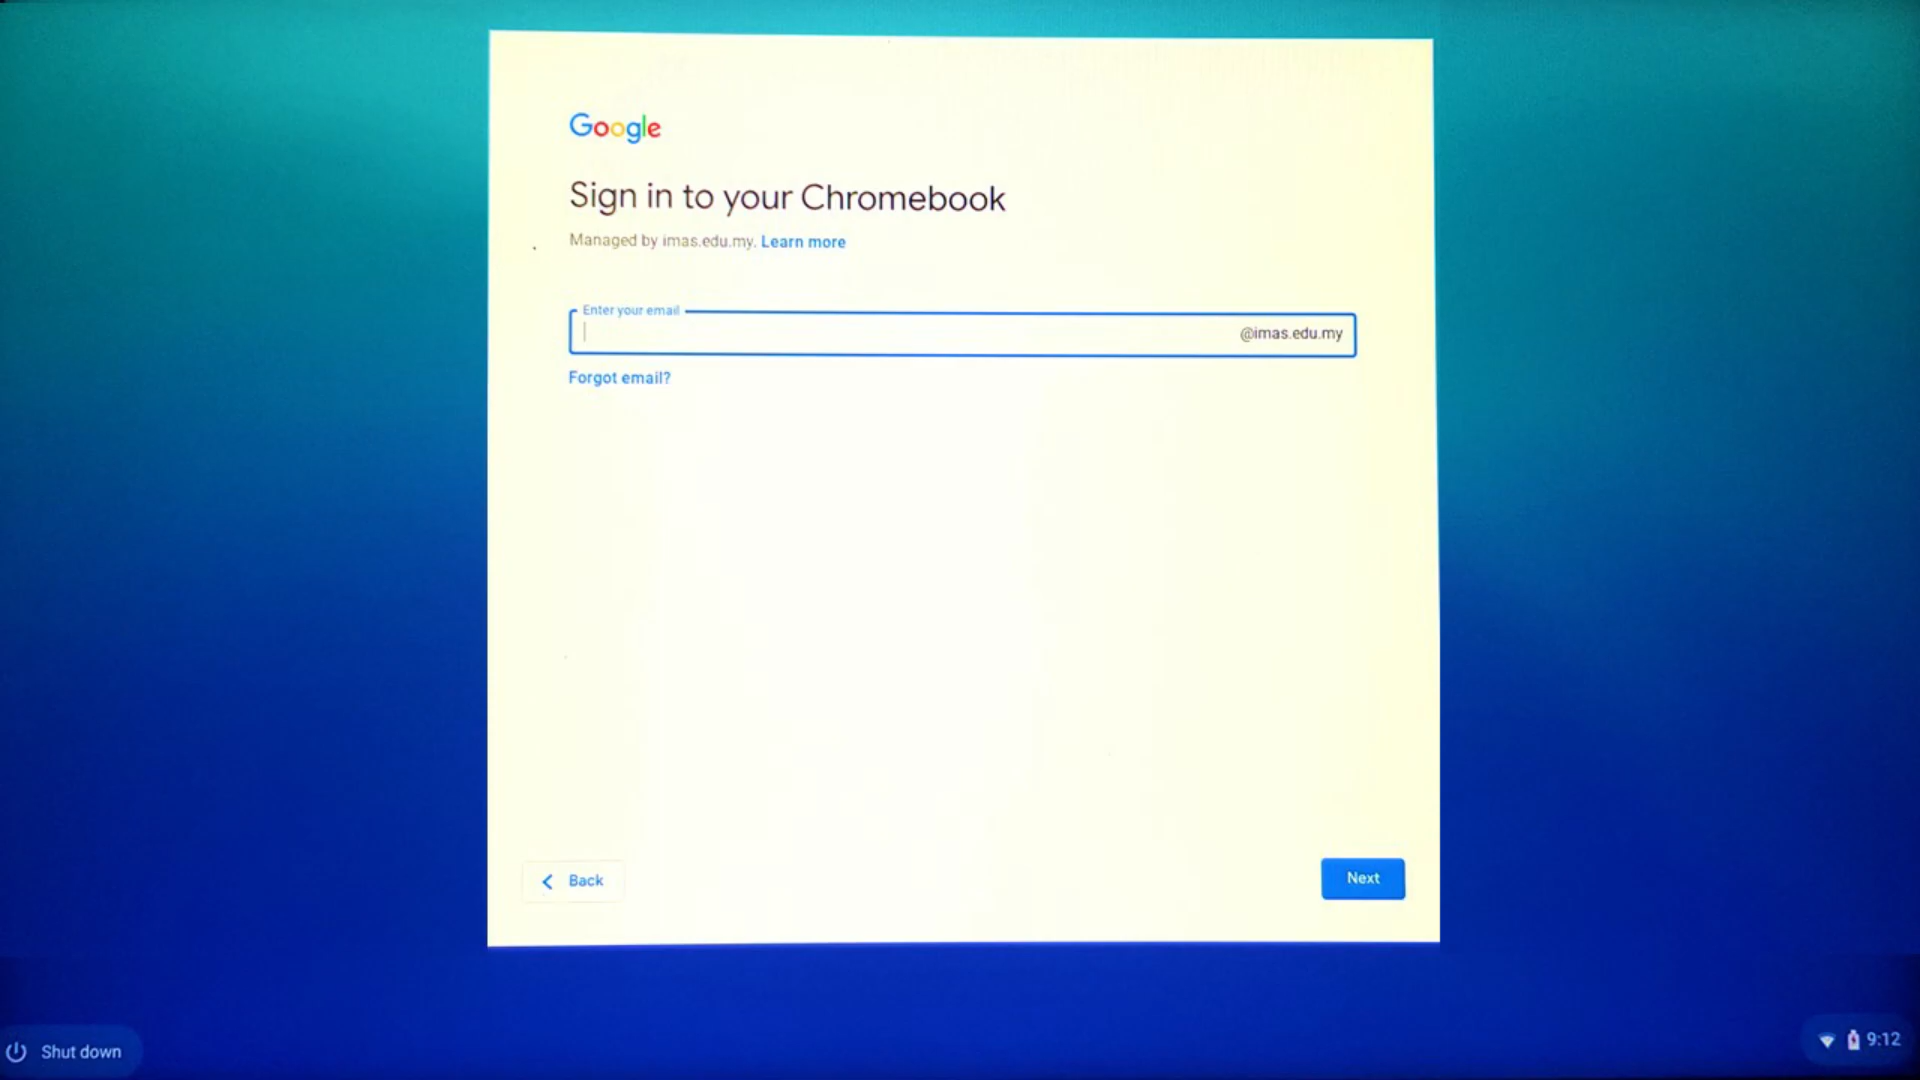 Google
Sign in to your Chromebook
Managed by imas.edu.my. Learn more
Enter your email
@imas.edu.my
Forgot email?
Back
Next
Shut down
9:12